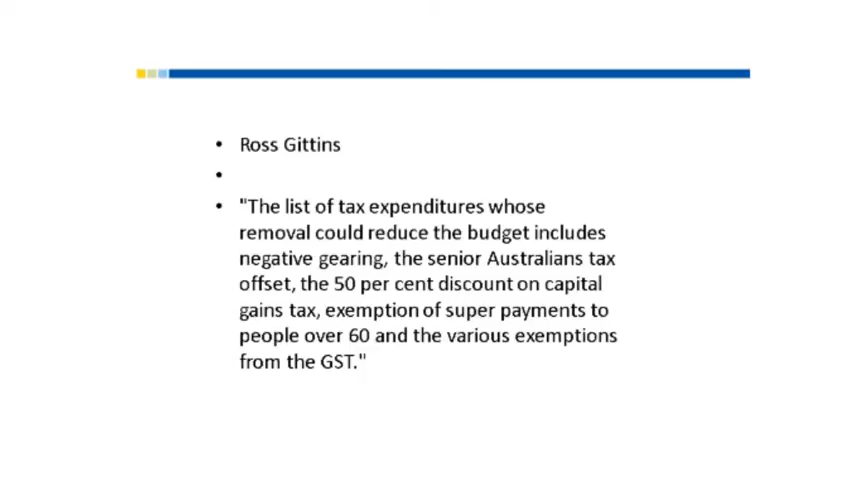 • Ross Gittins
•
• "The list of tax expenditures whose
removal could reduce the budget includes
negative gearing, the senior Australians tax
offset, the 50 per cent discount on capital
gains tax, exemption of super payments to
people over 60 and the various exemptions
from the GST."